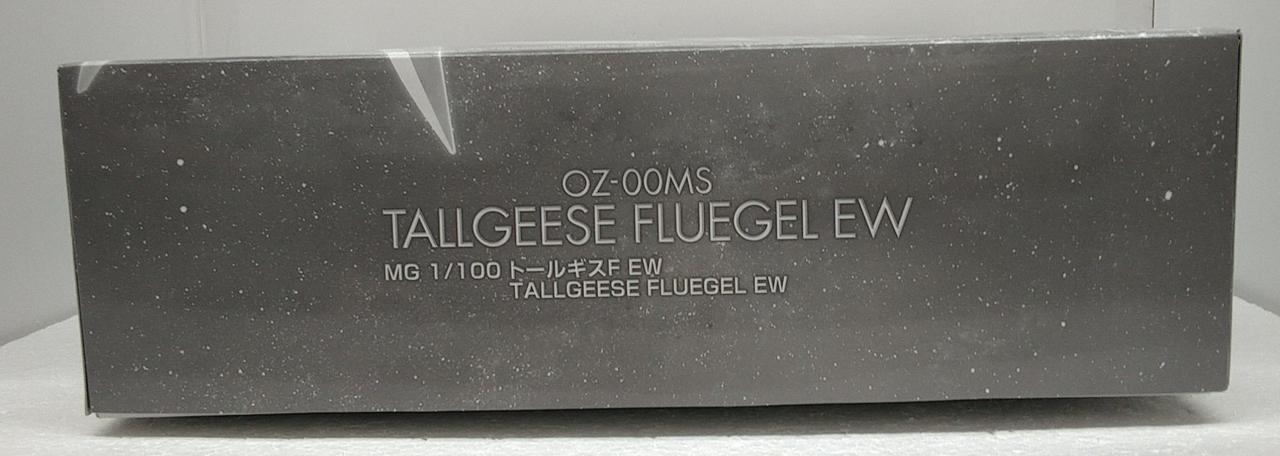 OZ-00MS
TALLGEESE FLUEGEL EW
MG 1/100 トールギスF EW
TALLGEESE FLUEGEL EW